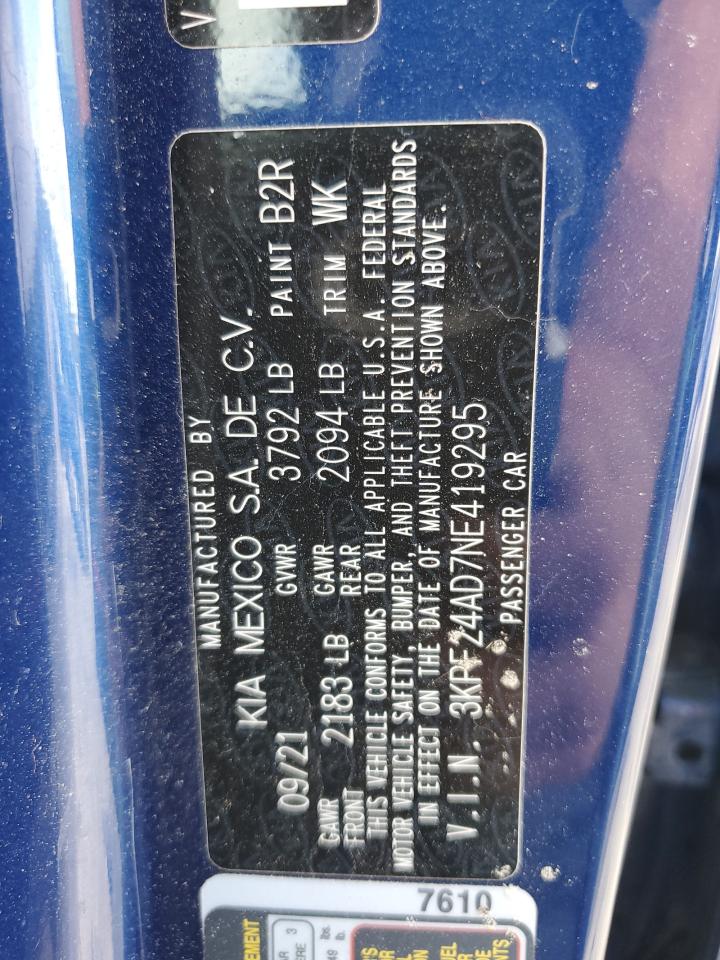 MANUFACTURED BY
KIA MEXICO S.A. DE C.V.
09/21 GVWR 3792 LB PAINT B2R
GAWR FRONT 2183 LB GAWR REAR 2094 LB TRIM WK
THIS VEHICLE CONFORMS TO ALL APPLICABLE U.S.A. FEDERAL
MOTOR VEHICLE SAFETY, BUMPER, AND THEFT PREVENTION STANDARDS
IN EFFECT ON THE DATE OF MANUFACTURE SHOWN ABOVE.
V.I.N. 3KPF24AD7NE419295
PASSENGER CAR
V
7610